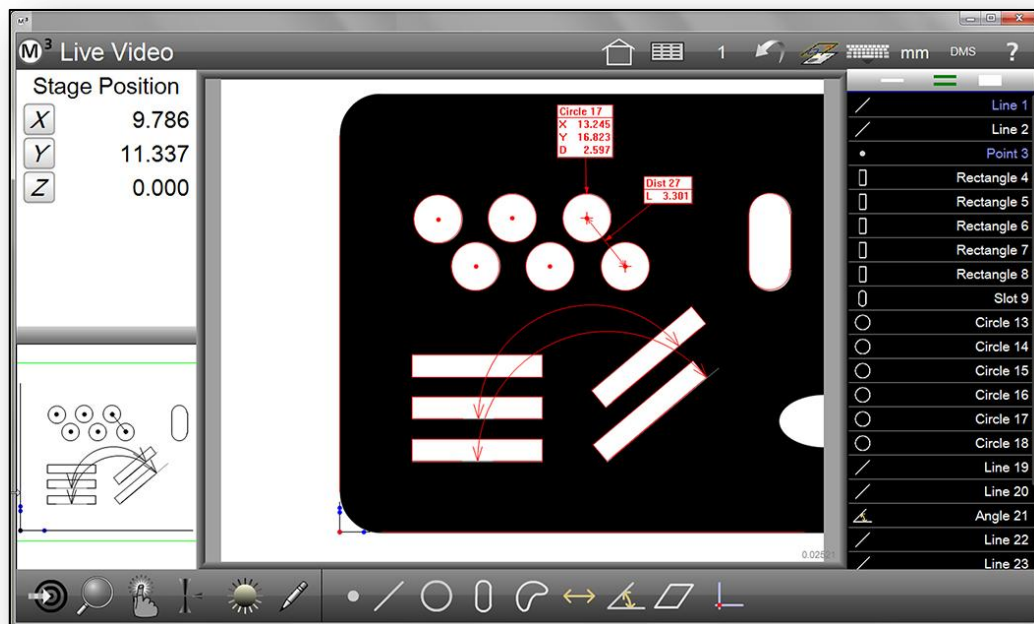 M³
M³ Live Video
1
mm
DMS
?
Stage Position
X 9.786
Y 11.337
Z 0.000
Circle 17
X 13.245
Y 16.823
D 2.597
Dist 27
L 3.301
0.02521
Line 1
Line 2
Point 3
Rectangle 4
Rectangle 5
Rectangle 6
Rectangle 7
Rectangle 8
Slot 9
Circle 13
Circle 14
Circle 15
Circle 16
Circle 17
Circle 18
Line 19
Line 20
Angle 21
Line 22
Line 23